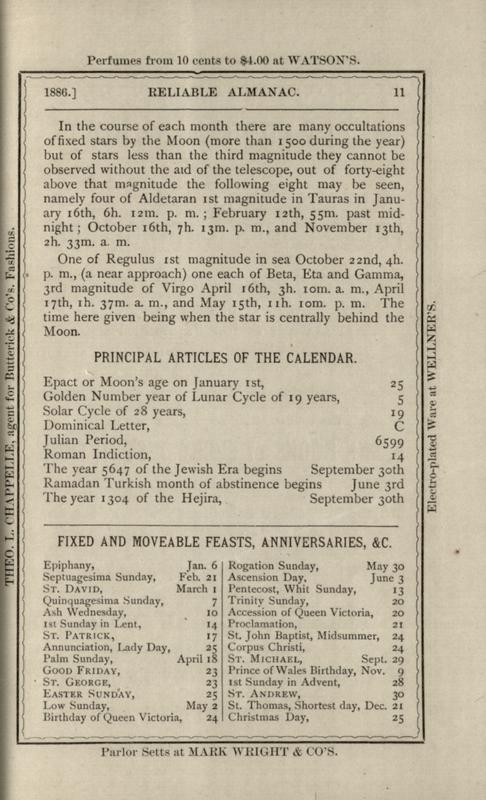 Perfumes from 10 cents to $4.00 at WATSON'S.
1886.] RELIABLE ALMANAC. 11
In the course of each month there are many occultations
of fixed stars by the Moon (more than 1500 during the year)
but of stars less than the third magnitude they cannot be
observed without the aid of the telescope, out of forty-eight
above that magnitude the following eight may be seen,
namely four of Aldetaran 1st magnitude in Tauras in Janu-
ary 16th, 6h. 12m. p. m. ; February 12th, 55m. past mid-
night ; October 16th, 7h. 13m. p. m., and November 13th,
2h. 33m. a. m.
One of Regulus 1st magnitude in sea October 22nd, 4h.
p. m., (a near approach) one each of Beta, Eta and Gamma,
3rd magnitude of Virgo April 16th, 3h. 10m. a. m., April
17th, 1h. 37m. a. m., and May 15th, 11h. 10m. p. m. The
time here given being when the star is centrally behind the
Moon.
PRINCIPAL ARTICLES OF THE CALENDAR.
Epact or Moon's age on January 1st, 25
Golden Number year of Lunar Cycle of 19 years, 5
Solar Cycle of 28 years, 19
Dominical Letter, C
Julian Period, 6599
Roman Indiction, 14
The year 5647 of the Jewish Era begins September 30th
Ramadan Turkish month of abstinence begins June 3rd
The year 1304 of the Hejira, September 30th
FIXED AND MOVEABLE FEASTS, ANNIVERSARIES, &C.
Epiphany, Jan. 6
Septuagesima Sunday, Feb. 21
ST. DAVID, March 1
Quinquagesima Sunday, 7
Ash Wednesday, 10
1st Sunday in Lent, 14
ST. PATRICK, 17
Annunciation, Lady Day, 25
Palm Sunday, April 18
GOOD FRIDAY, 23
ST. GEORGE, 23
EASTER SUNDAY, 25
Low Sunday, May 2
Birthday of Queen Victoria, 24
Rogation Sunday, May 30
Ascension Day, June 3
Pentecost, Whit Sunday, 13
Trinity Sunday, 20
Accession of Queen Victoria, 20
Proclamation, 21
St. John Baptist, Midsummer, 24
Corpus Christi, 24
ST. MICHAEL, Sept. 29
Prince of Wales Birthday, Nov. 9
1st Sunday in Advent, 28
ST. ANDREW, 30
St. Thomas, Shortest day, Dec. 21
Christmas Day, 25
Parlor Setts at MARK WRIGHT & CO'S.
THEO. L. CHAPPELLE, agent for Butterick & Co's. Fashions.
Electro-plated Ware at WELLNER'S.